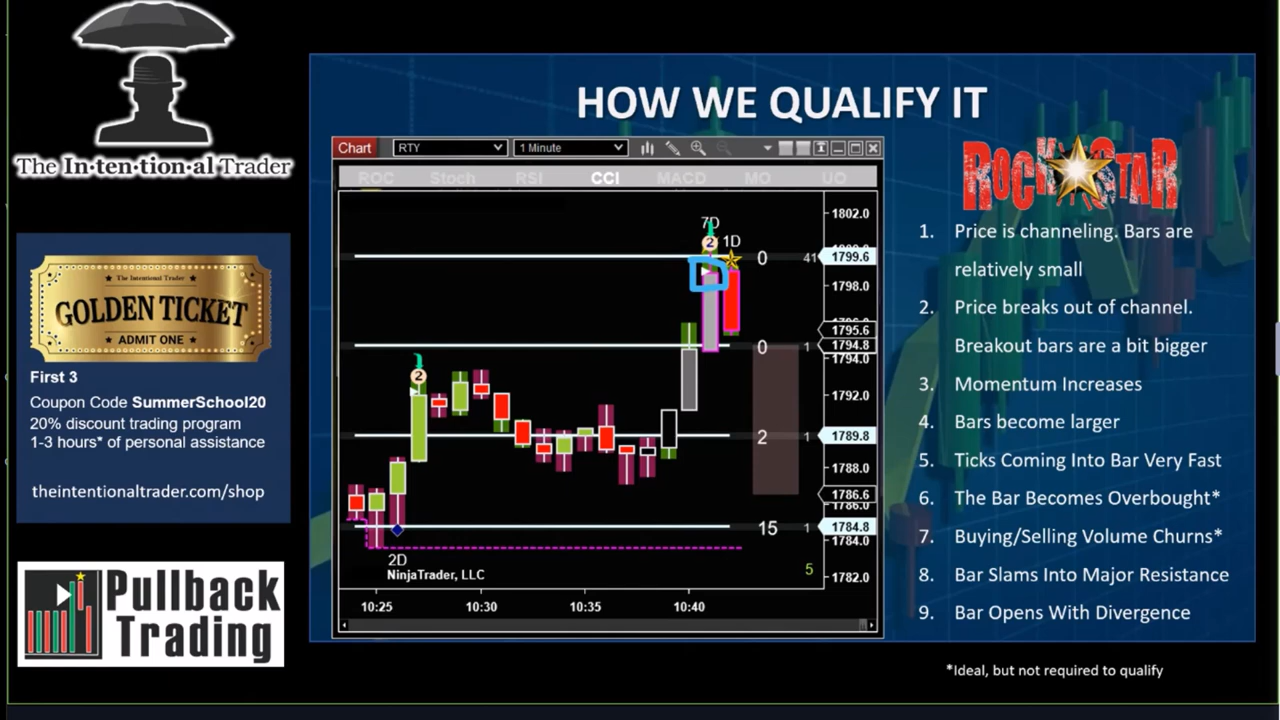 The In·ten·tion·al Trader
The Intentional Trader
GOLDEN TICKET
ADMIT ONE
First 3
Coupon Code SummerSchool20
20% discount trading program
1-3 hours* of personal assistance
theintentionaltrader.com/shop
Pullback
Trading
HOW WE QUALIFY IT
Chart
RTY
1 Minute
ROC Stoch RSI CCI MACD MO UO
7D
2
1D
0
41
0
1
2
2
1
15
1
2D
NinjaTrader, LLC
5
1802.0
1799.6
1798.0
1795.6
1794.8
1794.0
1792.0
1789.8
1788.0
1786.6
1786.0
1784.8
1784.0
1782.0
10:25 10:30 10:35 10:40
ROCK STAR
1. Price is channeling. Bars are
relatively small
2. Price breaks out of channel.
Breakout bars are a bit bigger
3. Momentum Increases
4. Bars become larger
5. Ticks Coming Into Bar Very Fast
6. The Bar Becomes Overbought*
7. Buying/Selling Volume Churns*
8. Bar Slams Into Major Resistance
9. Bar Opens With Divergence
*Ideal, but not required to qualify